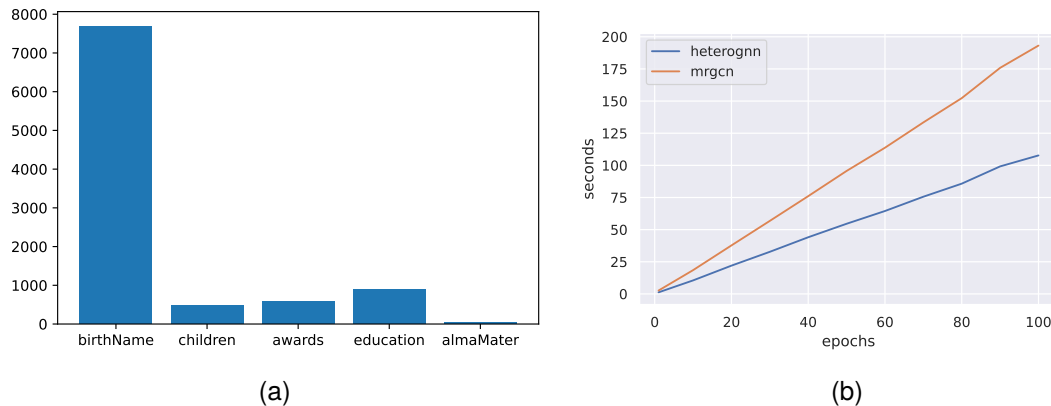 8000
7000
6000
5000
4000
3000
2000
1000
0
birthName children awards education almaMater
(a)
heterognn
mrgcn
200
175
150
125
100
75
50
25
0
seconds
0 20 40 60 80 100
epochs
(b)